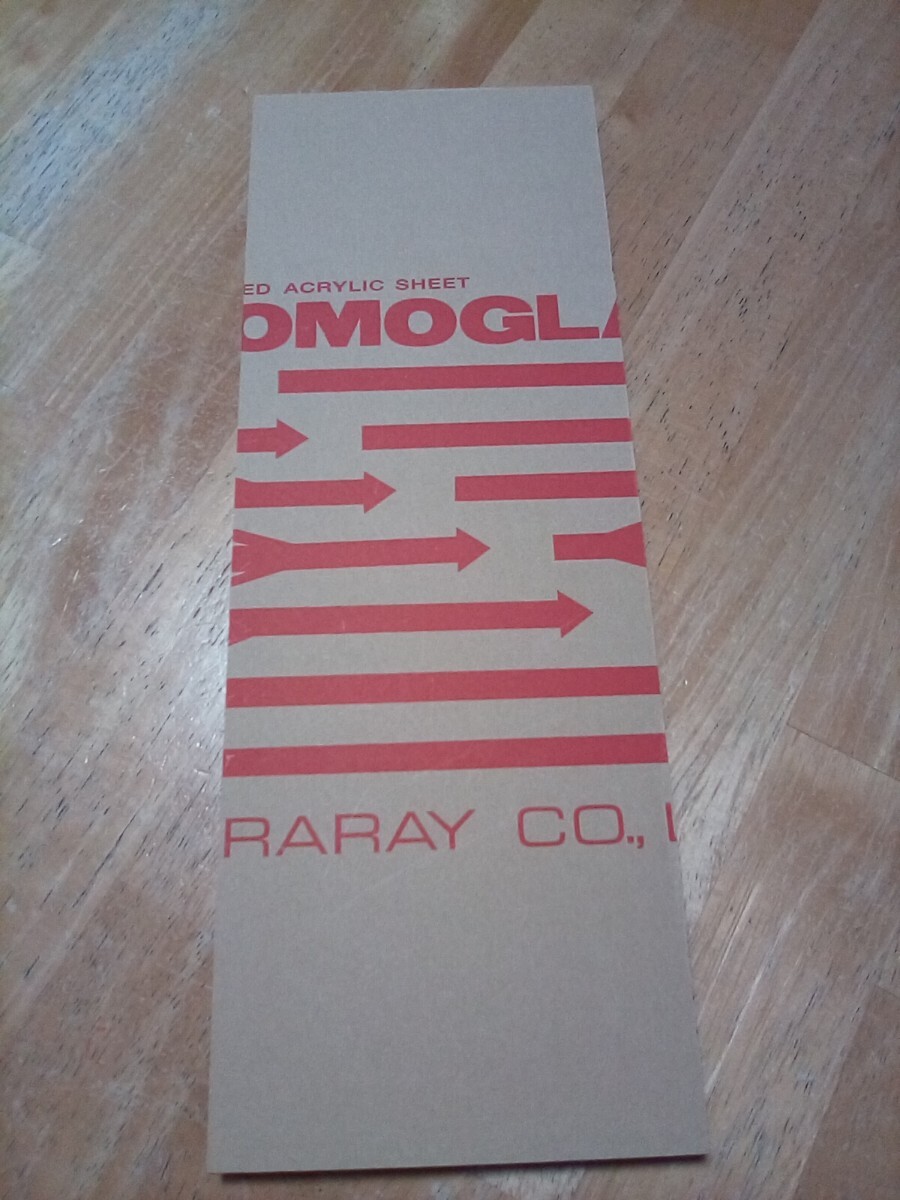 ED ACRYLIC SHEET
OMOGLA
RARAY CO., L